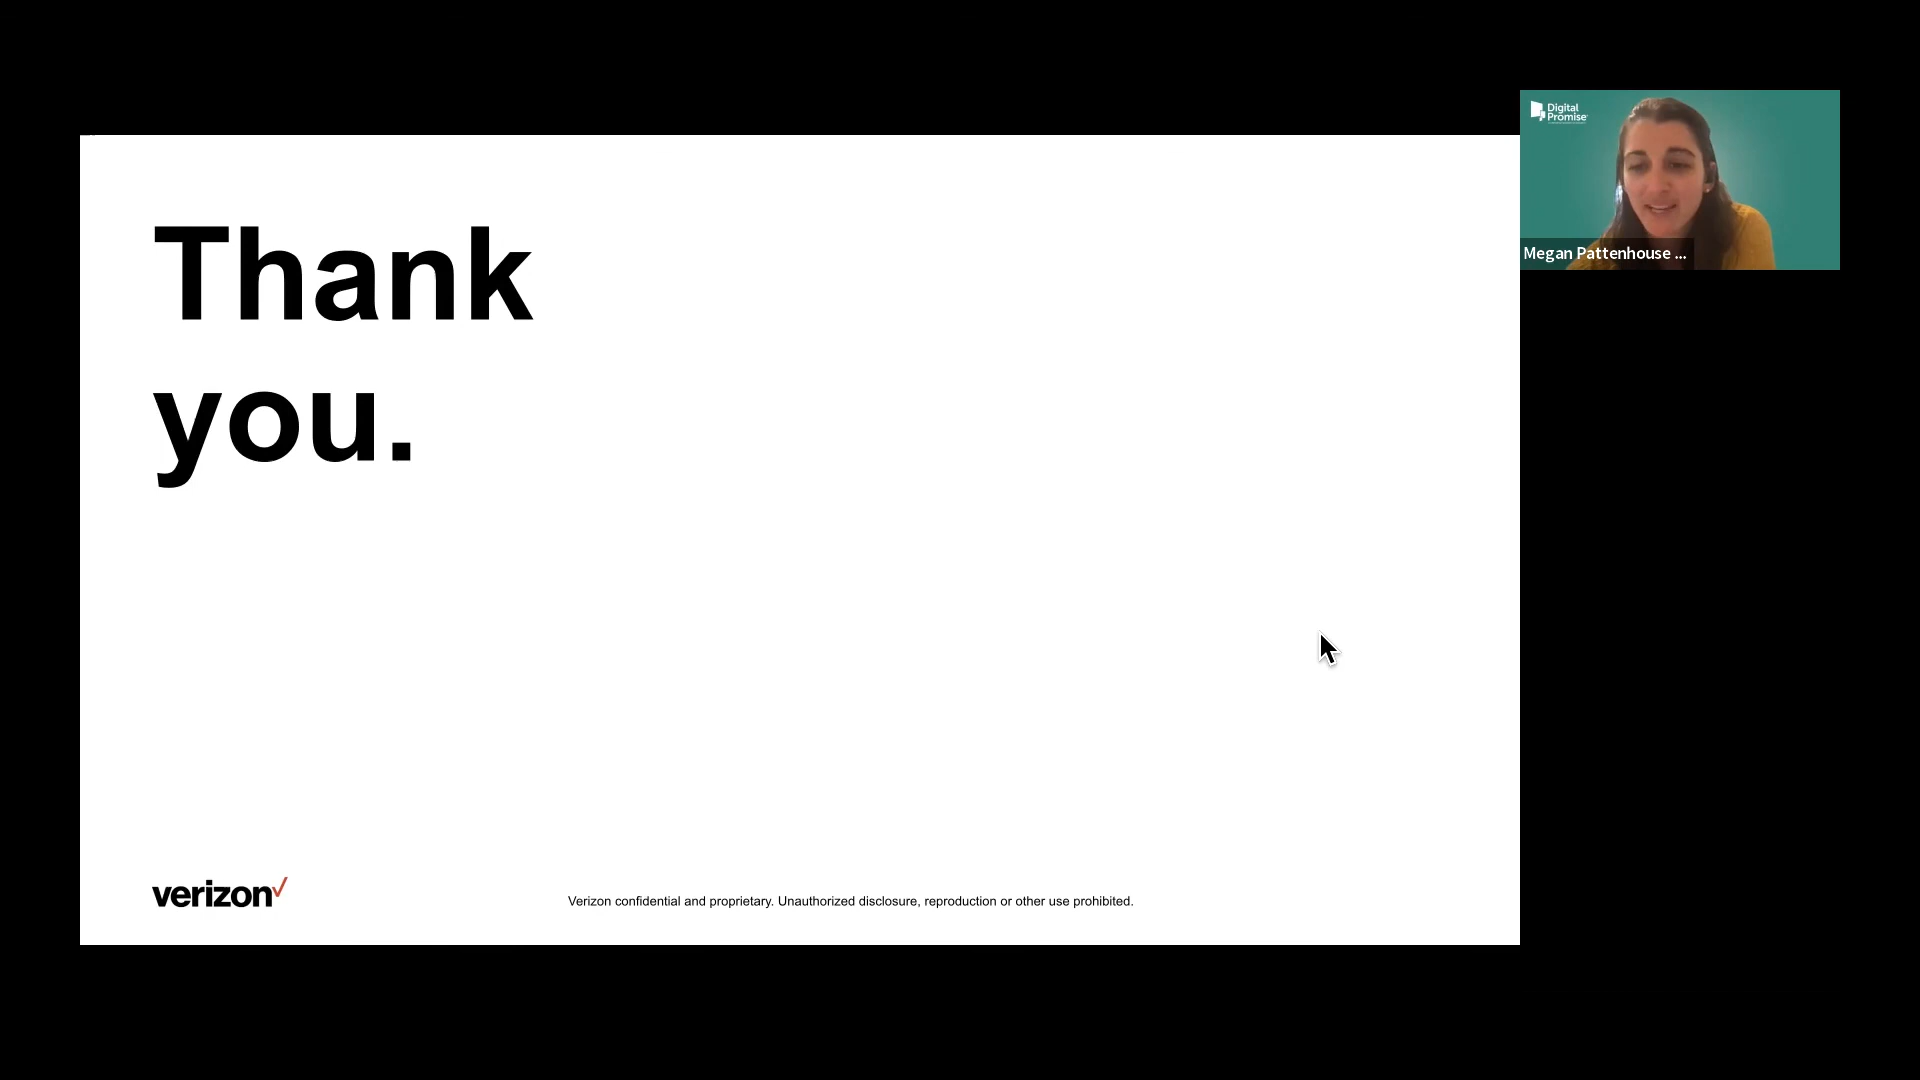 Digital
Promise
Megan Pattenhouse ...
Thank
you.
verizon
Verizon confidential and proprietary. Unauthorized disclosure, reproduction or other use prohibited.